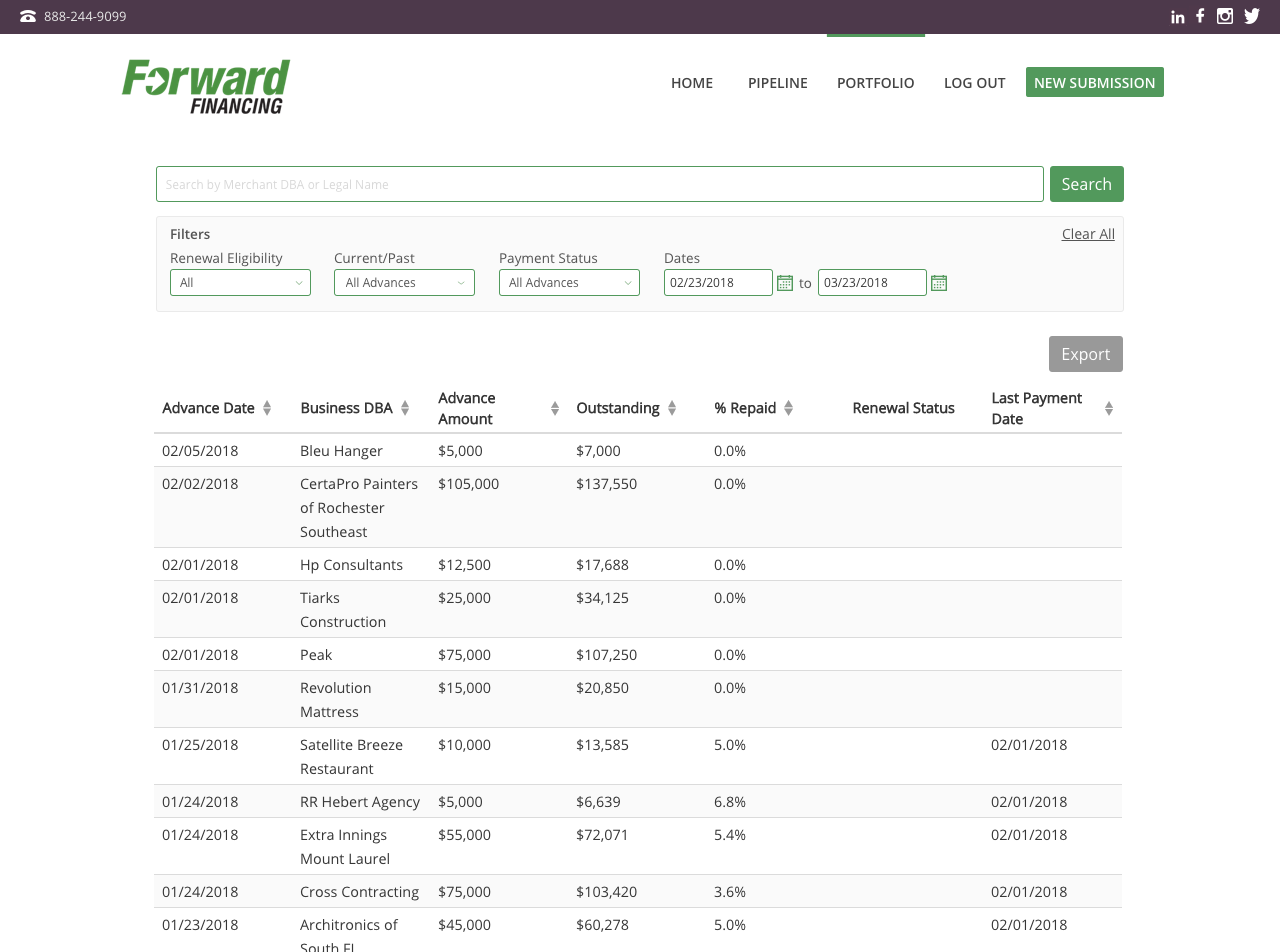 888-244-9099
Forward
FINANCING
HOME PIPELINE PORTFOLIO LOG OUT NEW SUBMISSION
Search by Merchant DBA or Legal Name Search
Filters Clear All
Renewal Eligibility Current/Past Payment Status Dates
All All Advances All Advances 02/23/2018 to 03/23/2018
Export
Advance Date Business DBA Advance Amount Outstanding % Repaid Renewal Status Last Payment Date
02/05/2018 Bleu Hanger $5,000 $7,000 0.0%
02/02/2018 CertaPro Painters $105,000 $137,550 0.0%
of Rochester
Southeast
02/01/2018 Hp Consultants $12,500 $17,688 0.0%
02/01/2018 Tiarks $25,000 $34,125 0.0%
Construction
02/01/2018 Peak $75,000 $107,250 0.0%
01/31/2018 Revolution $15,000 $20,850 0.0%
Mattress
01/25/2018 Satellite Breeze $10,000 $13,585 5.0% 02/01/2018
Restaurant
01/24/2018 RR Hebert Agency $5,000 $6,639 6.8% 02/01/2018
01/24/2018 Extra Innings $55,000 $72,071 5.4% 02/01/2018
Mount Laurel
01/24/2018 Cross Contracting $75,000 $103,420 3.6% 02/01/2018
01/23/2018 Architronics of $45,000 $60,278 5.0% 02/01/2018
South